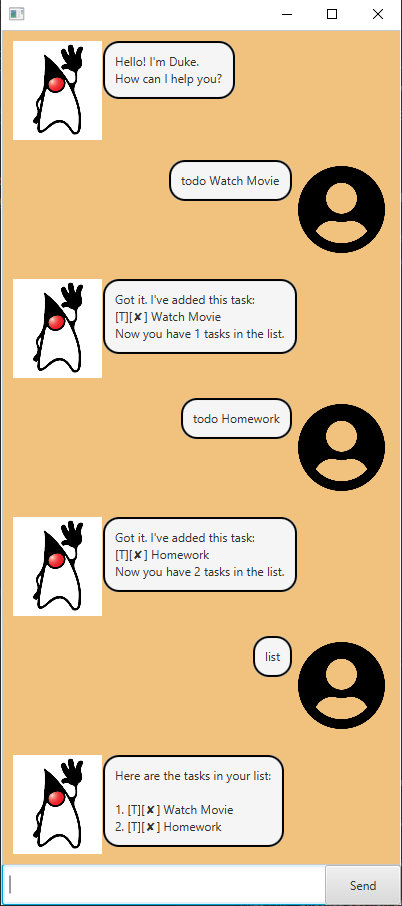 Hello! I'm Duke.
How can I help you?
todo Watch Movie
Got it. I've added this task:
[T][✘] Watch Movie
Now you have 1 tasks in the list.
todo Homework
Got it. I've added this task:
[T][✘] Homework
Now you have 2 tasks in the list.
list
Here are the tasks in your list:
1. [T][✘] Watch Movie
2. [T][✘] Homework
Send